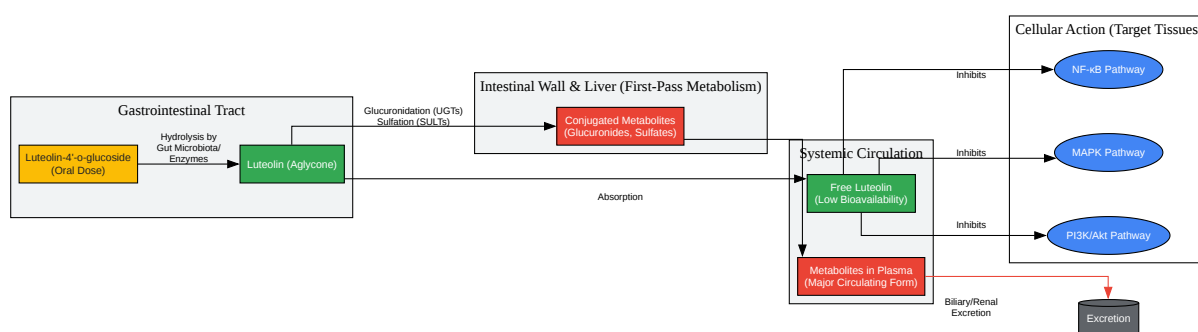 Gastrointestinal Tract
Luteolin-4'-o-glucoside
(Oral Dose)
Hydrolysis by
Gut Microbiota/
Enzymes
Luteolin (Aglycone)
Glucuronidation (UGTs)
Sulfation (SULTs)
Intestinal Wall & Liver (First-Pass Metabolism)
Conjugated Metabolites
(Glucuronides, Sulfates)
Absorption
Systemic Circulation
Free Luteolin
(Low Bioavailability)
Metabolites in Plasma
(Major Circulating Form)
Inhibits
Inhibits
Inhibits
Cellular Action (Target Tissues
NF-κB Pathway
MAPK Pathway
PI3K/Akt Pathway
Biliary/Renal
Excretion
Excretion